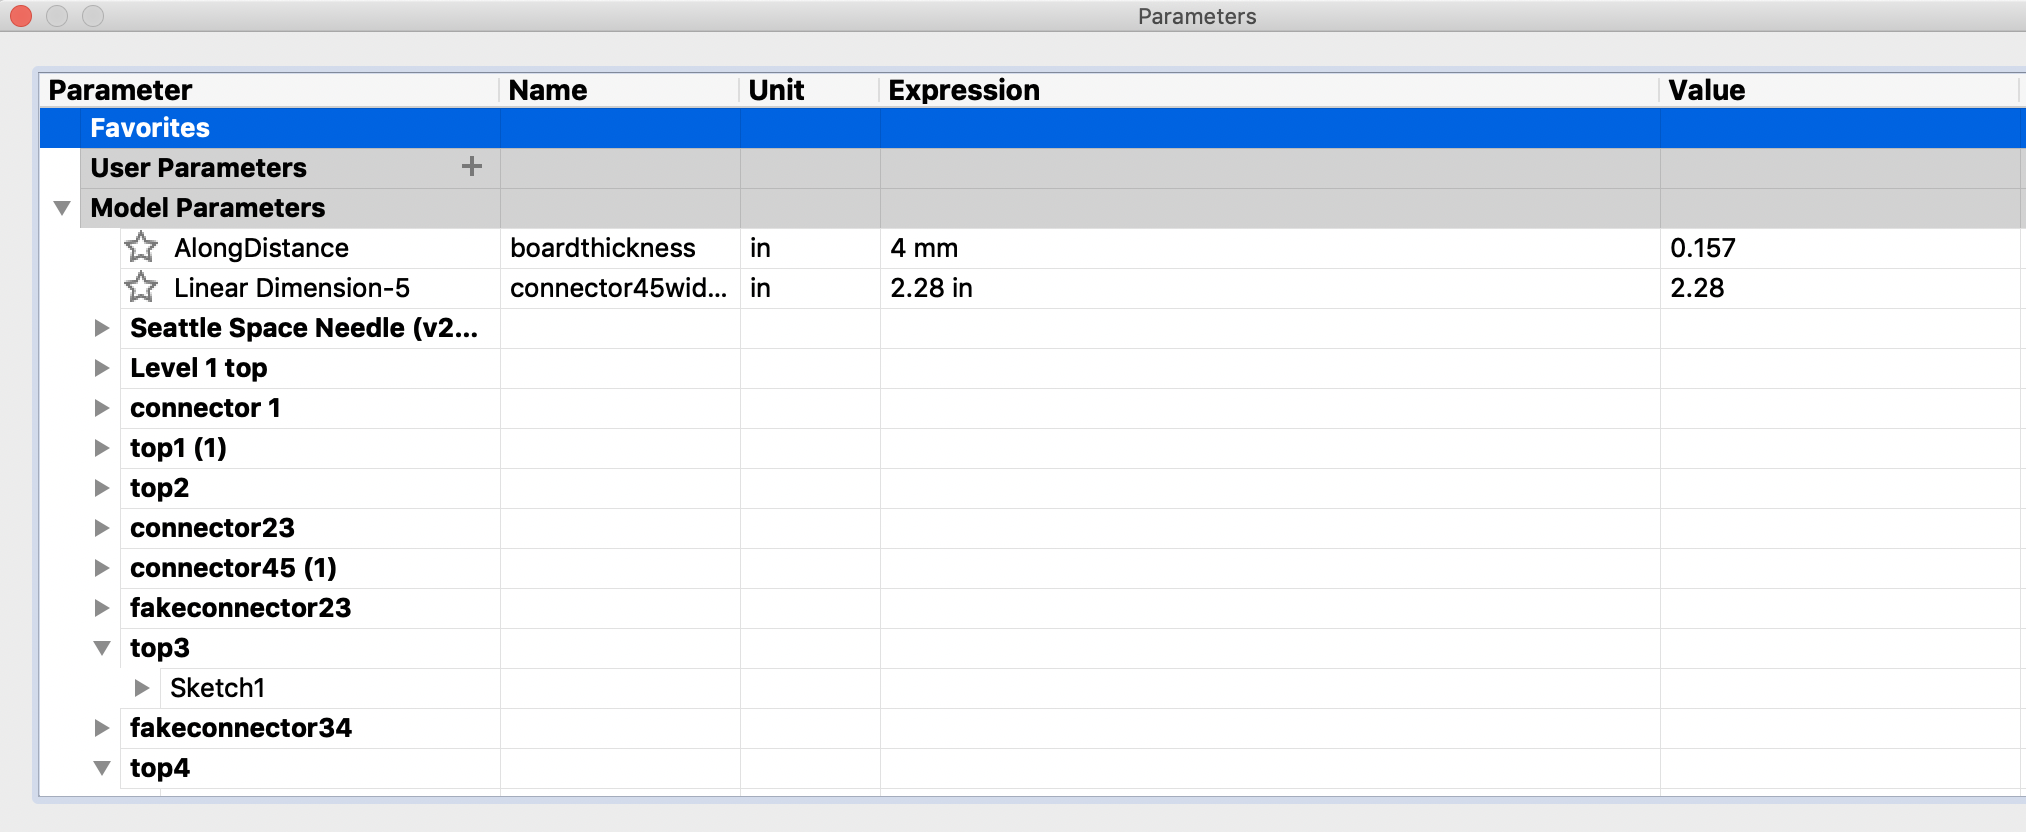 Parameters
Parameter Name Unit Expression Value
Favorites
User Parameters +
Model Parameters
AlongDistance boardthickness in 4 mm 0.157
Linear Dimension-5 connector45wid... in 2.28 in 2.28
Seattle Space Needle (v2...
Level 1 top
connector 1
top1 (1)
top2
connector23
connector45 (1)
fakeconnector23
top3
Sketch1
fakeconnector34
top4